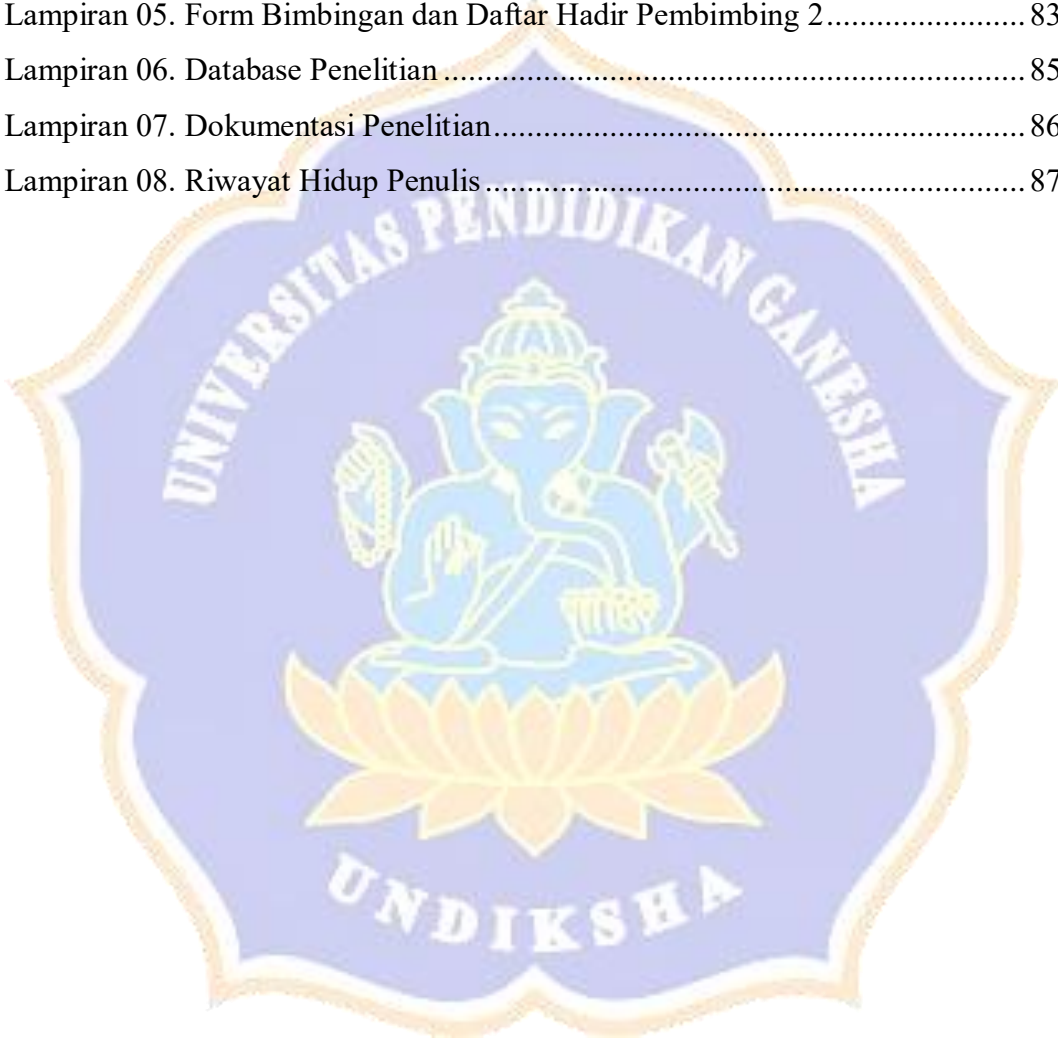 Lampiran 05. Form Bimbingan dan Daftar Hadir Pembimbing 2........................ 83
Lampiran 06. Database Penelitian ...................................................................... 85
Lampiran 07. Dokumentasi Penelitian................................................................ 86
Lampiran 08. Riwayat Hidup Penulis ................................................................. 87
UNIVERSITAS PENDIDIKAN GANESHA
UNDIKSHA